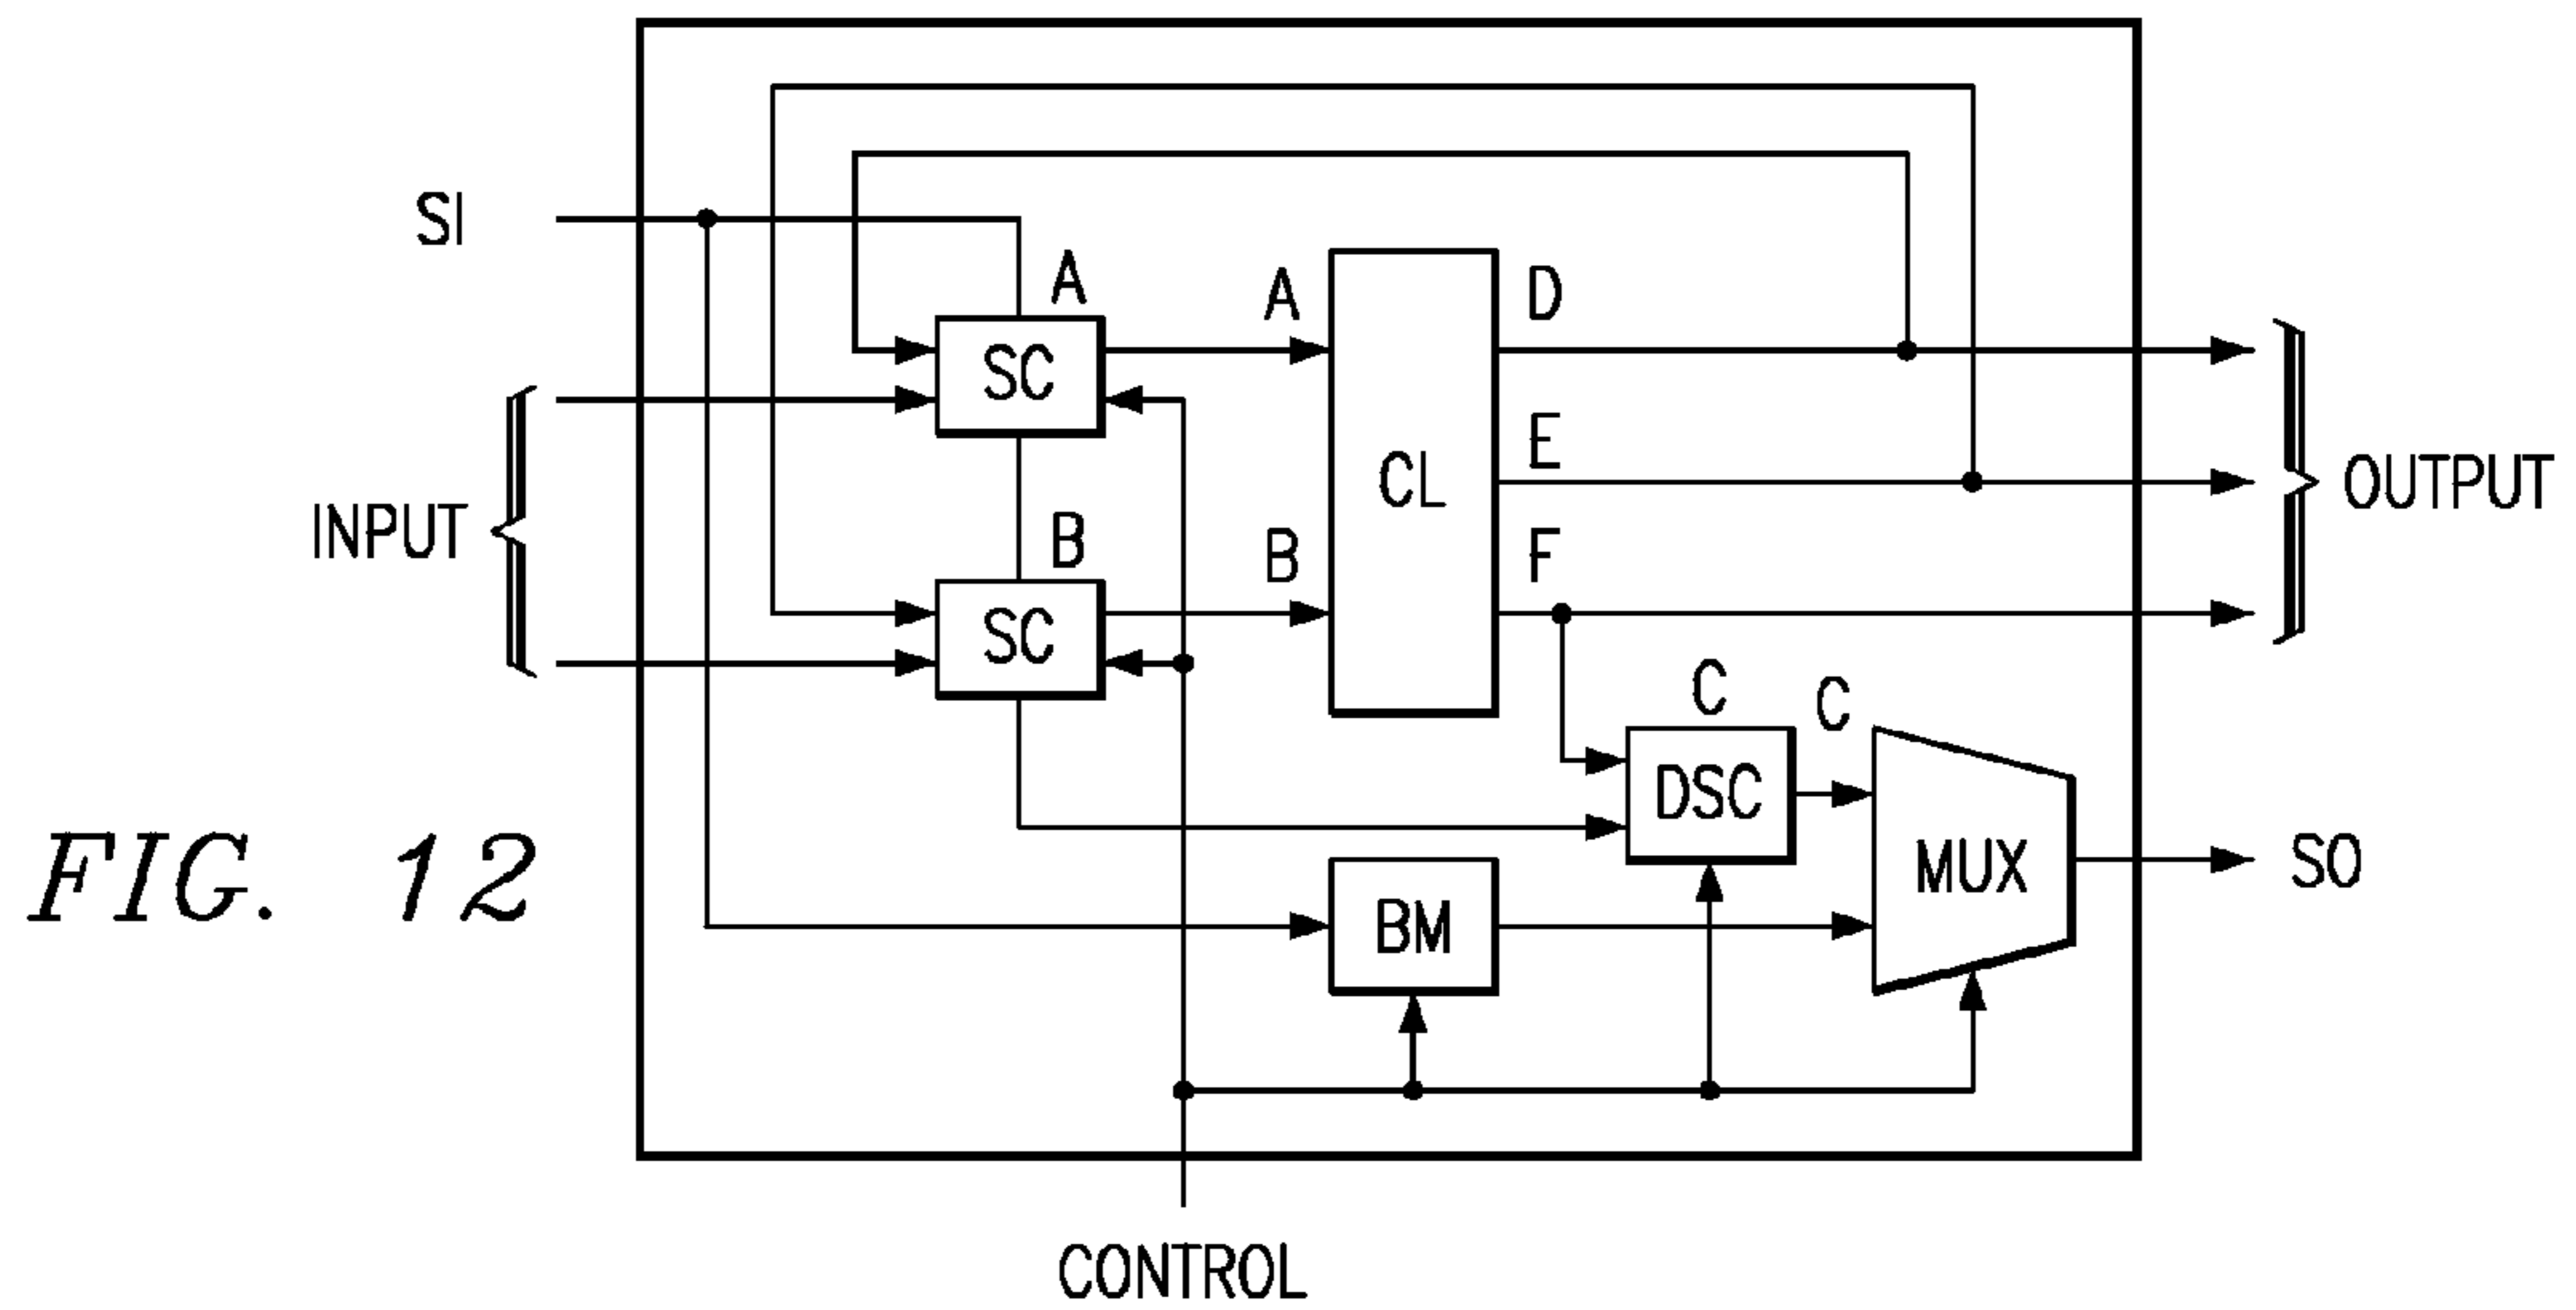 SI
A
A
D
SC
E
CL
INPUT
OUTPUT
B
B
F
SC
C
C
DSC
MUX
SO
BM
FIG. 12
CONTROL